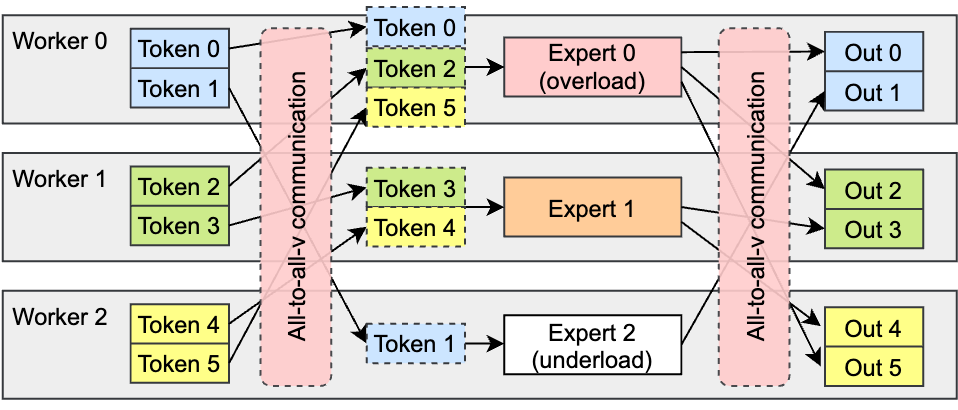 Worker 0
Token 0
Token 1
Token 0
Token 2
Token 5
Expert 0
(overload)
Out 0
Out 1
All-to-all-v communication
All-to-all-v communication
Worker 1
Token 2
Token 3
Token 3
Token 4
Expert 1
Out 2
Out 3
Worker 2
Token 4
Token 5
Token 1
Expert 2
(underload)
Out 4
Out 5